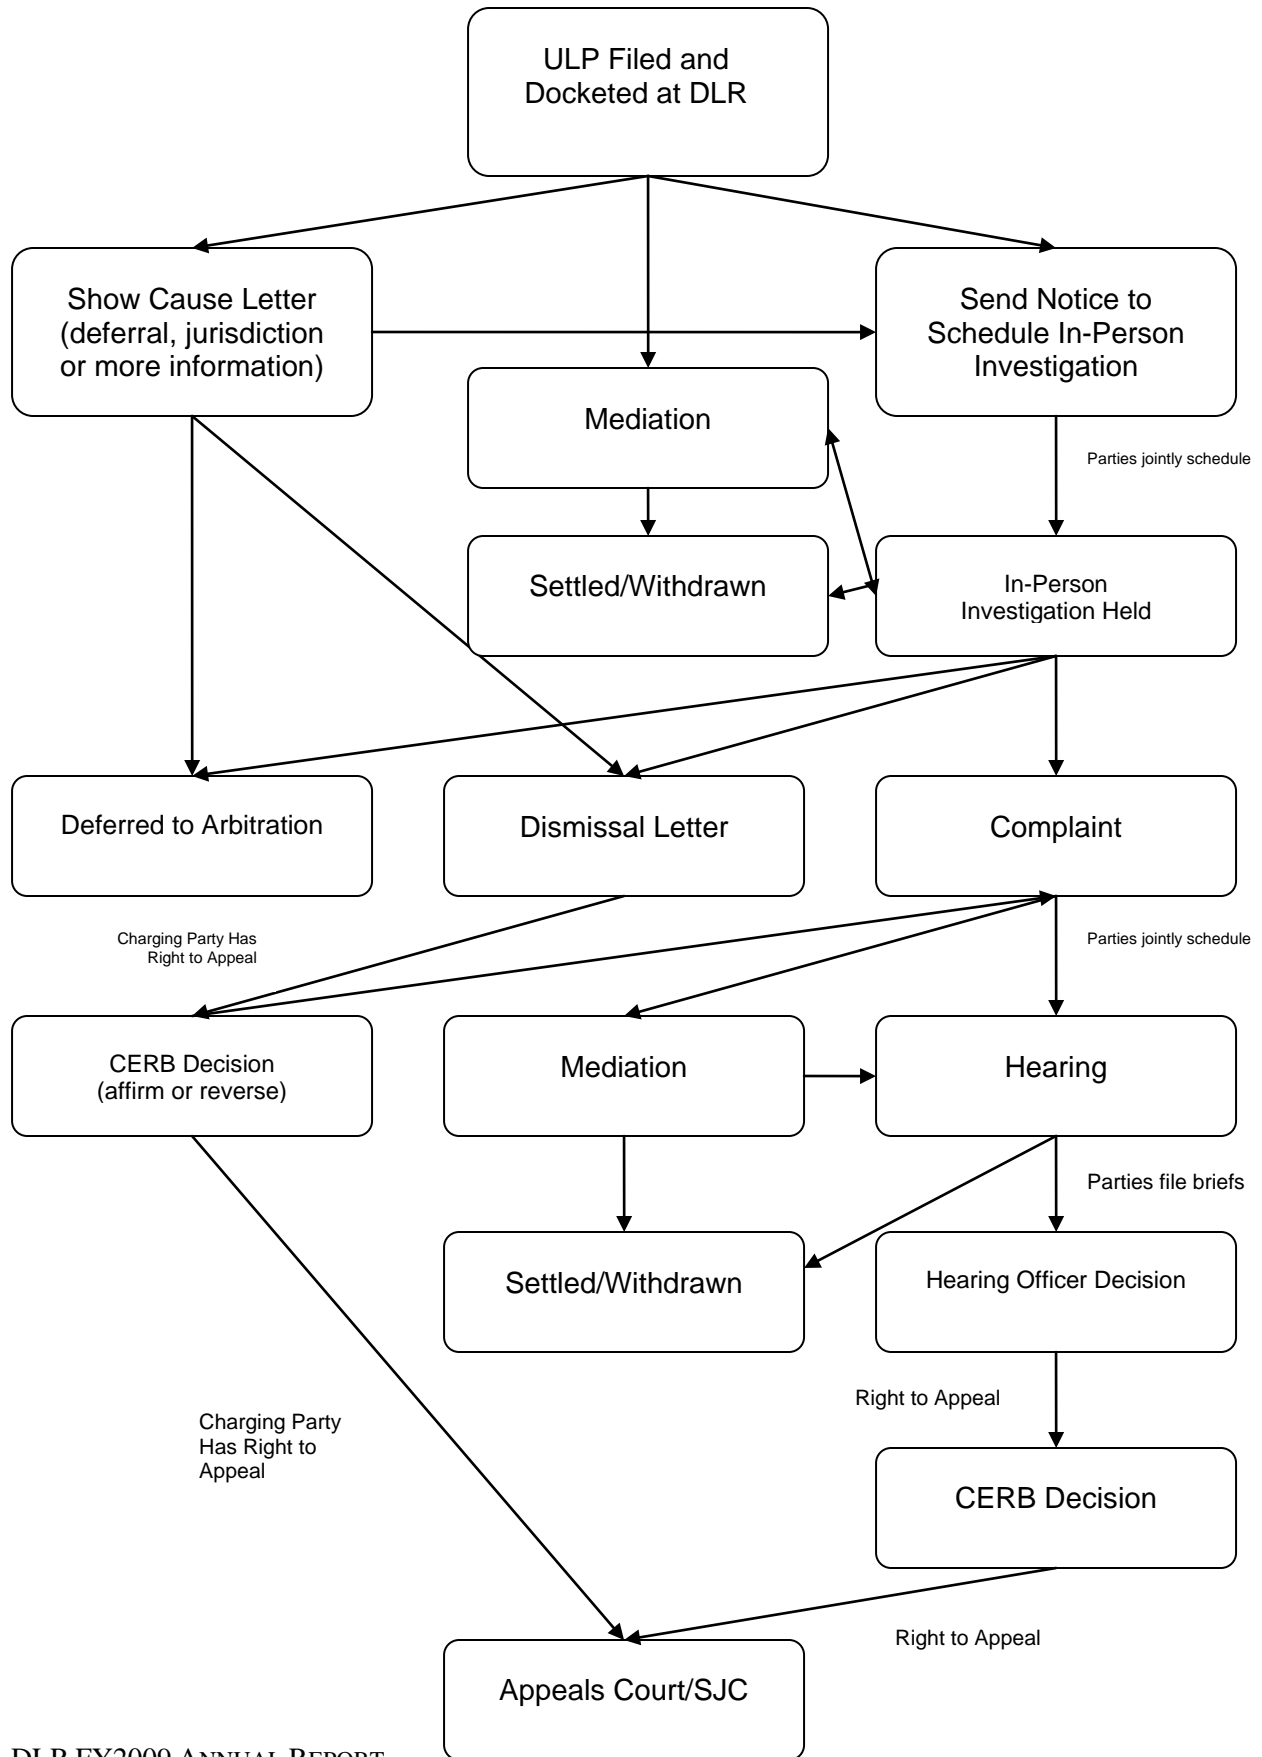 ULP Filed and
Docketed at DLR
Show Cause Letter
(deferral, jurisdiction
or more information)
Send Notice to
Schedule In-Person
Investigation
Mediation
Parties jointly schedule
Settled/Withdrawn
In-Person
Investigation Held
Deferred to Arbitration
Dismissal Letter
Complaint
Charging Party Has
Right to Appeal
Parties jointly schedule
CERB Decision
(affirm or reverse)
Mediation
Hearing
Parties file briefs
Settled/Withdrawn
Hearing Officer Decision
Right to Appeal
Charging Party
Has Right to
Appeal
CERB Decision
Right to Appeal
Appeals Court/SJC
DLR FY2009 ANNUAL REPORT